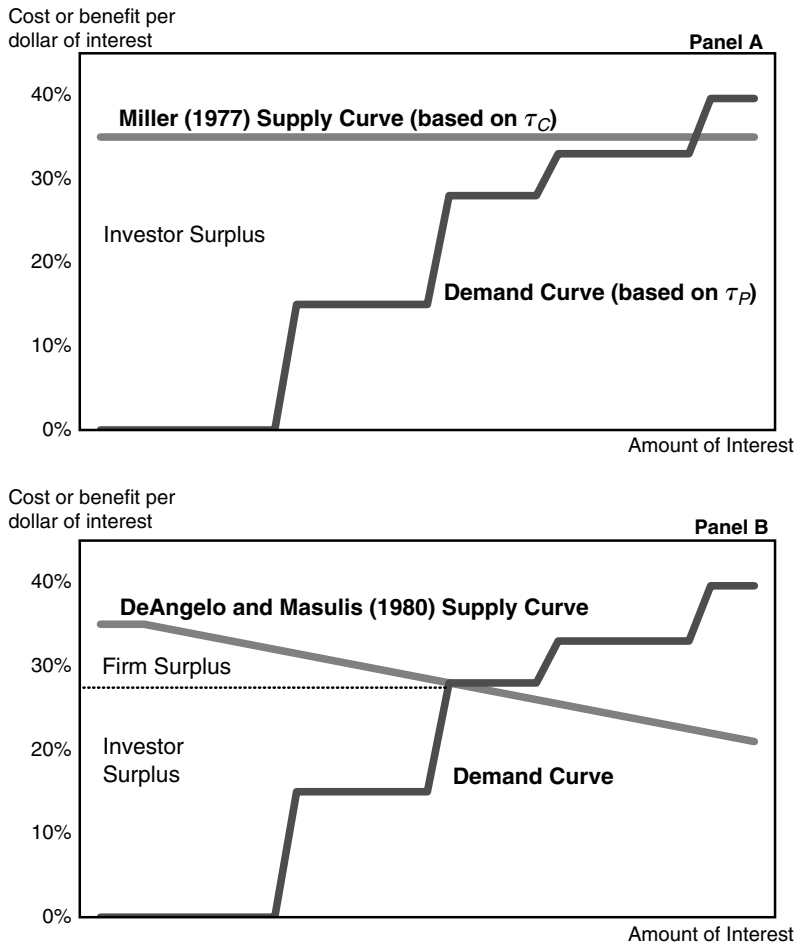 Cost or benefit per
dollar of interest
Panel A
40%
Miller (1977) Supply Curve (based on τC)
30%
Investor Surplus
20%
Demand Curve (based on τP)
10%
0%
Amount of Interest
Cost or benefit per
dollar of interest
Panel B
40%
DeAngelo and Masulis (1980) Supply Curve
30%
Firm Surplus
20%
Investor
Surplus
Demand Curve
10%
0%
Amount of Interest